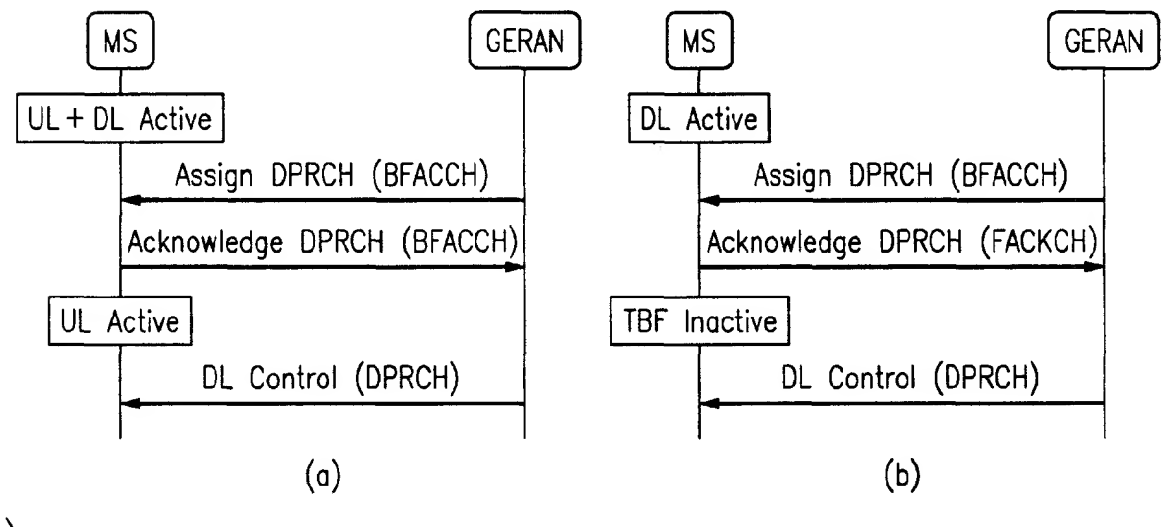 MS
GERAN
UL + DL Active
Assign DPRCH (BFACCH)
Acknowledge DPRCH (BFACCH)
UL Active
DL Control (DPRCH)
(a)
MS
GERAN
DL Active
Assign DPRCH (BFACCH)
Acknowledge DPRCH (FACKCH)
TBF Inactive
DL Control (DPRCH)
(b)
)